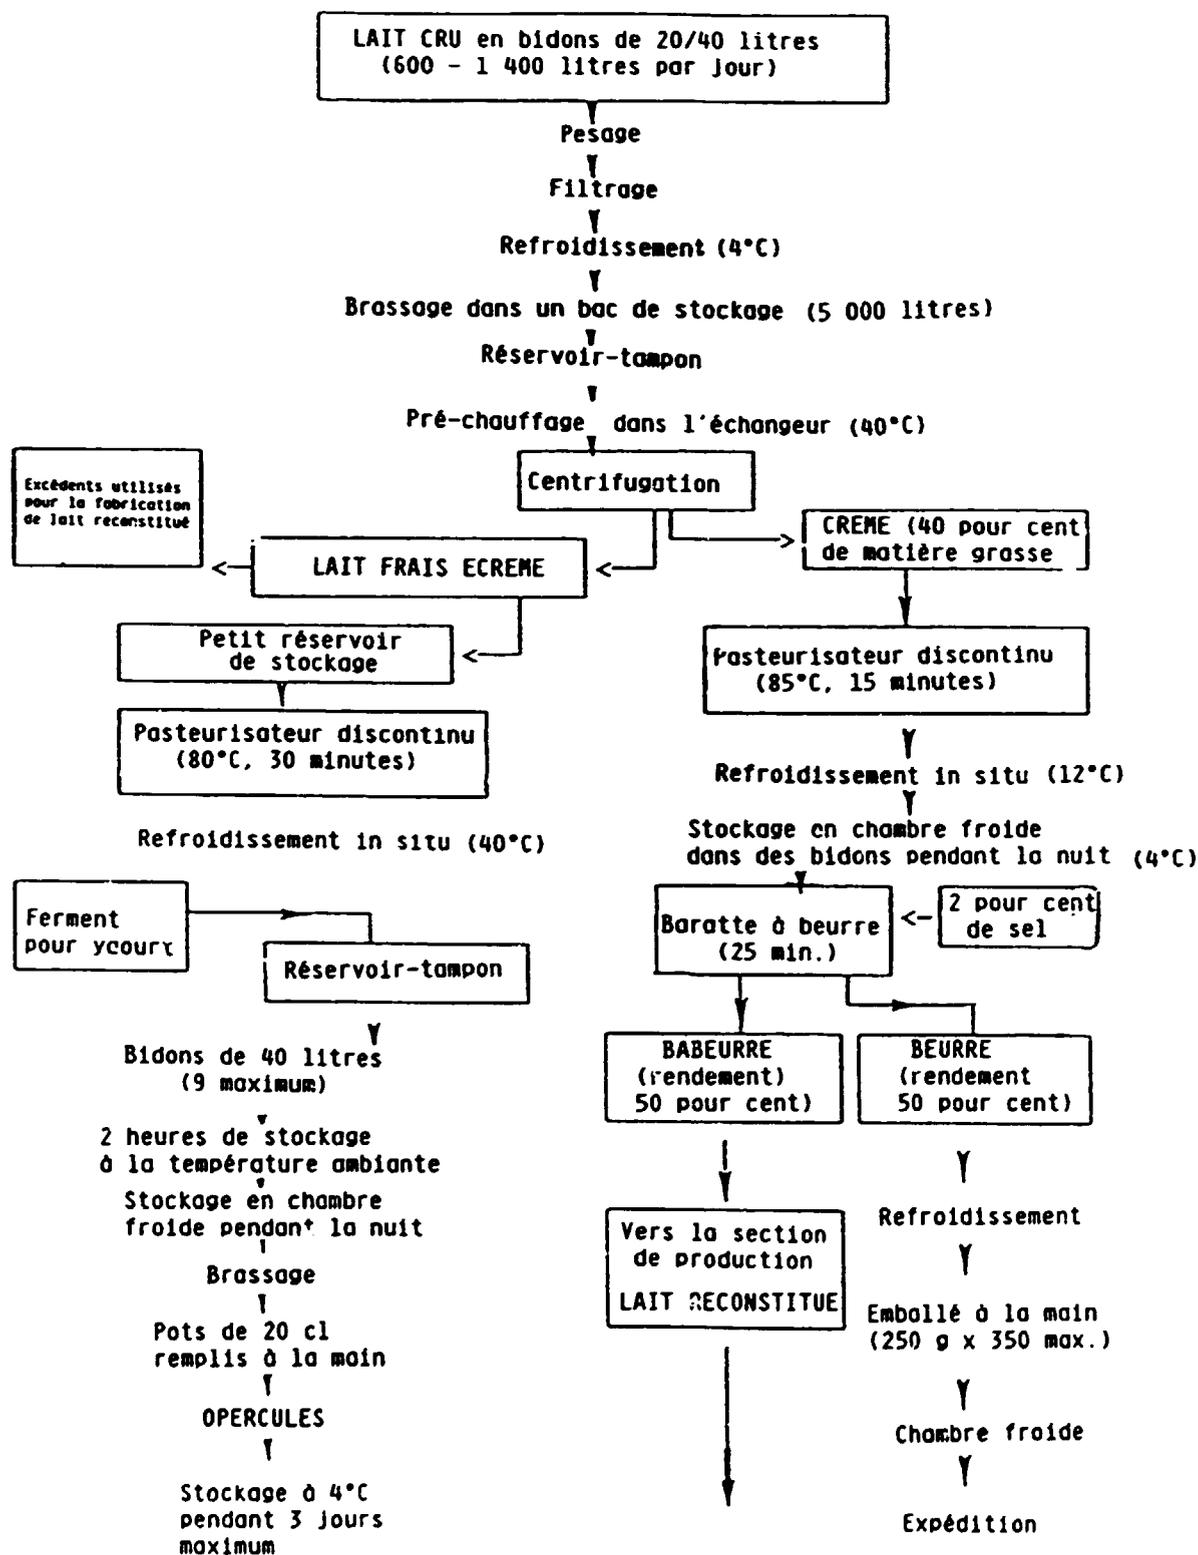 LAIT CRU en bidons de 20/40 litres
(600 - 1 400 litres par jour)
Pesage
Filtrage
Refroidissement (4°C)
Brassage dans un bac de stockage (5 000 litres)
Réservoir-tampon
Pré-chauffage dans l'échangeur (40°C)
Centrifugation
Excédents utilisés
pour la fabrication
de lait reconstitué
LAIT FRAIS ECREME
CREME (40 pour cent
de matière grasse
Petit réservoir
de stockage
Pasteurisateur discontinu
(80°C, 30 minutes)
Refroidissement in situ (40°C)
Ferment
pour ycourt
Réservoir-tampon
Bidons de 40 litres
(9 maximum)
2 heures de stockage
à la température ambiante
Stockage en chambre
froide pendant la nuit
Brassage
Pots de 20 cl
remplis à la main
OPERCULES
Stockage à 4°C
pendant 3 jours
maximum
Pasteurisateur discontinu
(85°C, 15 minutes)
Refroidissement in situ (12°C)
Stockage en chambre froide
dans des bidons pendant la nuit (4°C)
Baratte à beurre
(25 min.)
2 pour cent
de sel
BABEURRE
(rendement)
50 pour cent)
BEURRE
(rendement
50 pour cent)
Vers la section
de production
LAIT RECONSTITUE
Refroidissement
Emballé à la main
(250 g x 350 max.)
Chambre froide
Expédition